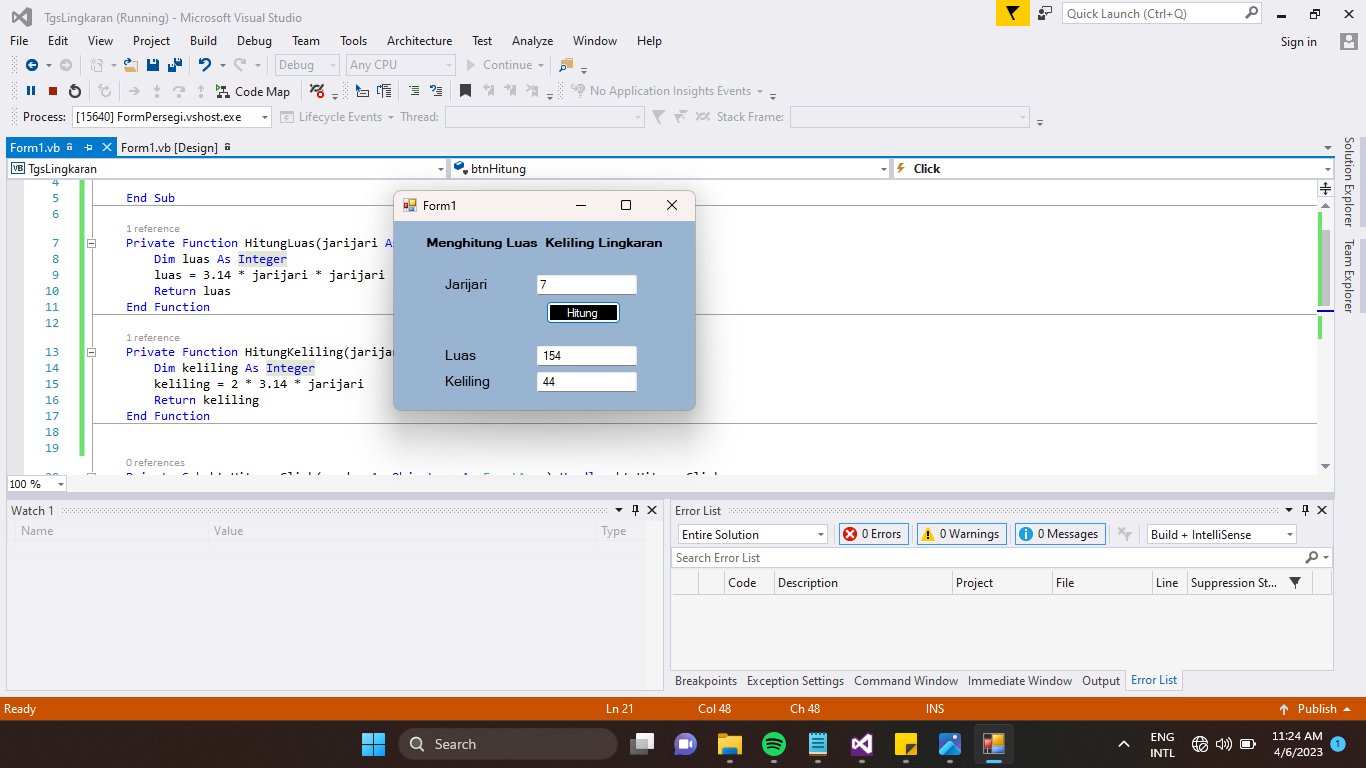 TgsLingkaran (Running) - Microsoft Visual Studio
Quick Launch (Ctrl+Q)
File Edit View Project Build Debug Team Tools Architecture Test Analyze Window Help
Sign in
Debug Any CPU Continue
Code Map No Application Insights Events
Process: [15640] FormPersegi.vshost.exe Lifecycle Events Thread: Stack Frame:
Form1.vb Form1.vb [Design]
VB TgsLingkaran btnHitung Click
4
5 End Sub
6
1 reference
7 Private Function HitungLuas(jarijari As
8 Dim luas As Integer
9 luas = 3.14 * jarijari * jarijari
10 Return luas
11 End Function
12
1 reference
13 Private Function HitungKeliling(jarijar
14 Dim keliling As Integer
15 keliling = 2 * 3.14 * jarijari
16 Return keliling
17 End Function
18
19
0 references
Form1
Menghitung Luas Keliling Lingkaran
Jarijari 7
Hitung
Luas 154
Keliling 44
Solution Explorer
Team Explorer
100 %
Watch 1
Name Value Type
Error List
Entire Solution 0 Errors 0 Warnings 0 Messages Build + IntelliSense
Search Error List
Code Description Project File Line Suppression St...
Breakpoints Exception Settings Command Window Immediate Window Output Error List
Ready Ln 21 Col 48 Ch 48 INS Publish
Search
ENG
INTL
11:24 AM
4/6/2023
1